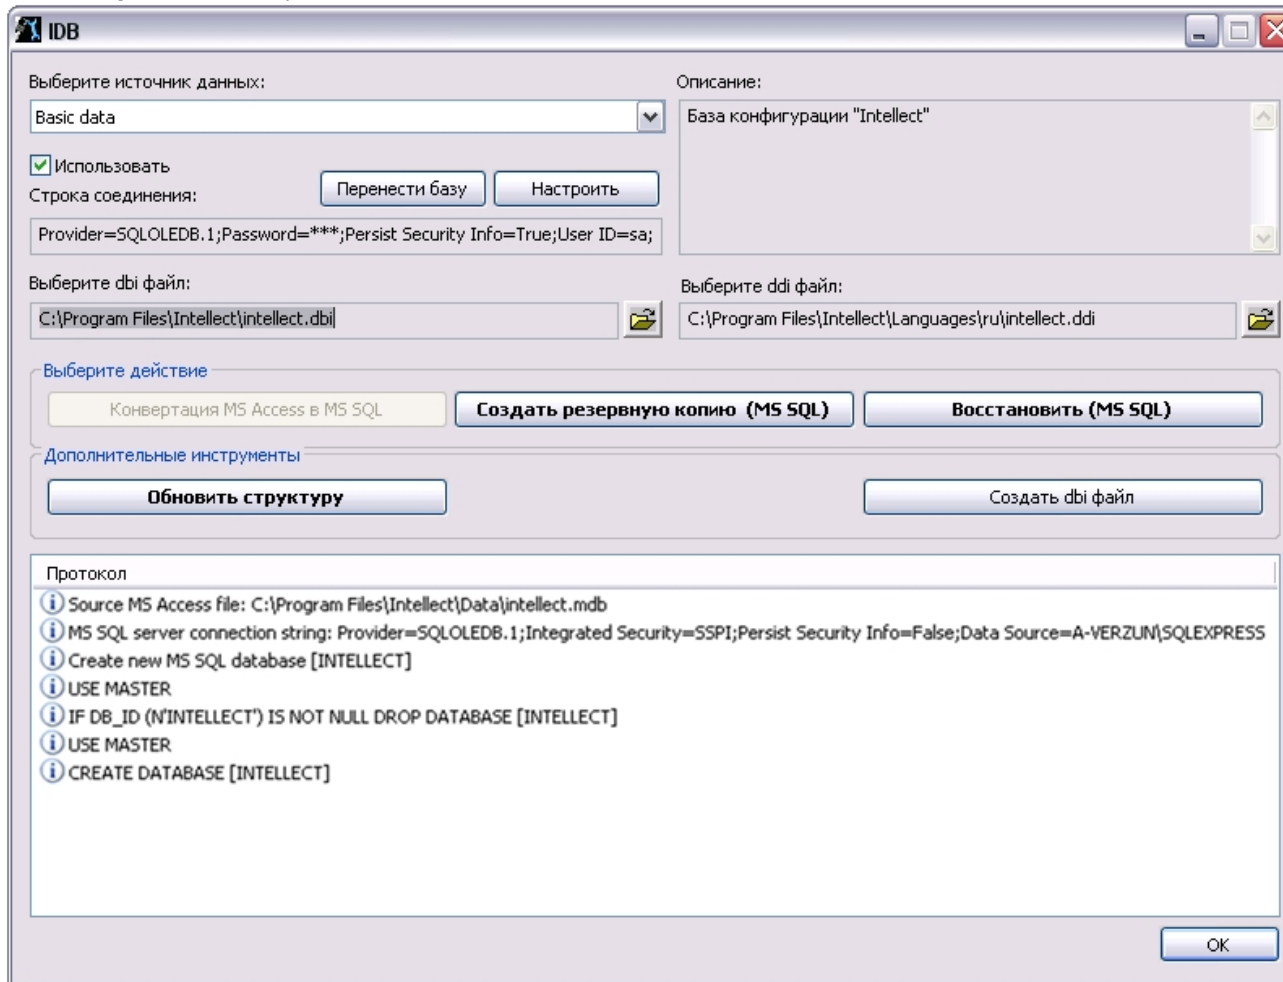 IDB
Выберите источник данных:
Описание:
Basic data
База конфигурации "Intellect"
Использовать
Строка соединения:
Перенести базу
Настроить
Provider=SQLOLEDB.1;Password=***;Persist Security Info=True;User ID=sa;
Выберите dbi файл:
Выберите ddi файл:
C:\Program Files\Intellect\intellect.dbi
C:\Program Files\Intellect\Languages\ru\intellect.ddi
Выберите действие
Конвертация MS Access в MS SQL
Создать резервную копию (MS SQL)
Восстановить (MS SQL)
Дополнительные инструменты
Обновить структуру
Создать dbi файл
Протокол
Source MS Access file: C:\Program Files\Intellect\Data\intellect.mdb
MS SQL server connection string: Provider=SQLOLEDB.1;Integrated Security=SSPI;Persist Security Info=False;Data Source=A-VERZUN\SQLEXPRESS
Create new MS SQL database [INTELLECT]
USE MASTER
IF DB_ID (N'INTELLECT') IS NOT NULL DROP DATABASE [INTELLECT]
USE MASTER
CREATE DATABASE [INTELLECT]
OK